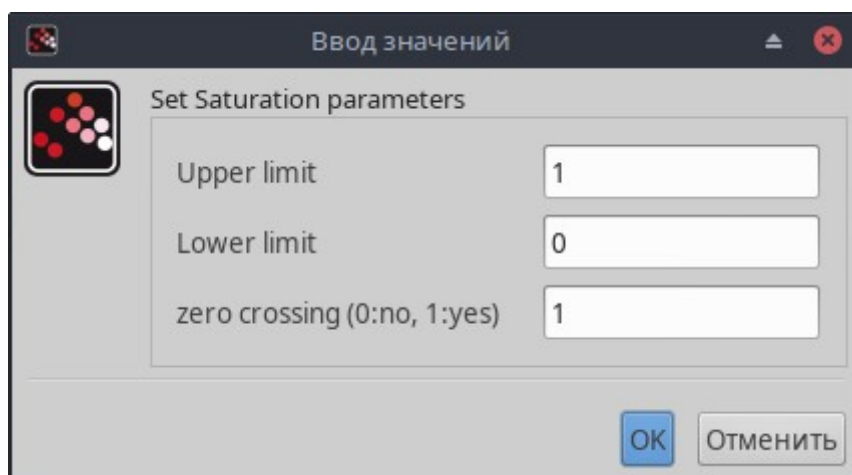 Ввод значений
Set Saturation parameters
Upper limit 1
Lower limit 0
zero crossing (0:no, 1:yes) 1
OK Отменить